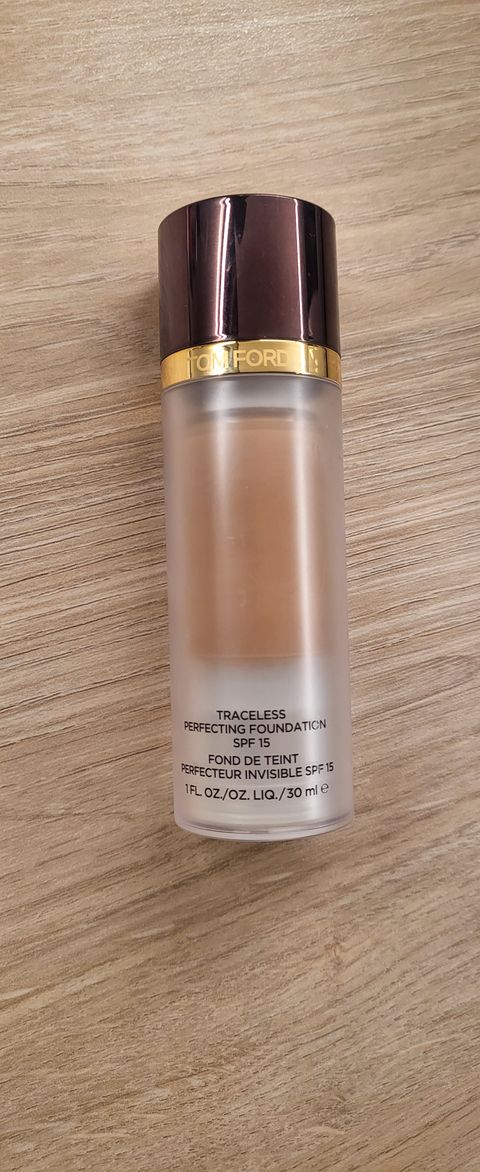 TOM FORD
TRACELESS
PERFECTING FOUNDATION
SPF 15
FOND DE TEINT
PERFECTEUR INVISIBLE SPF 15
1 FL. OZ./OZ. LIQ./30 ml ℮